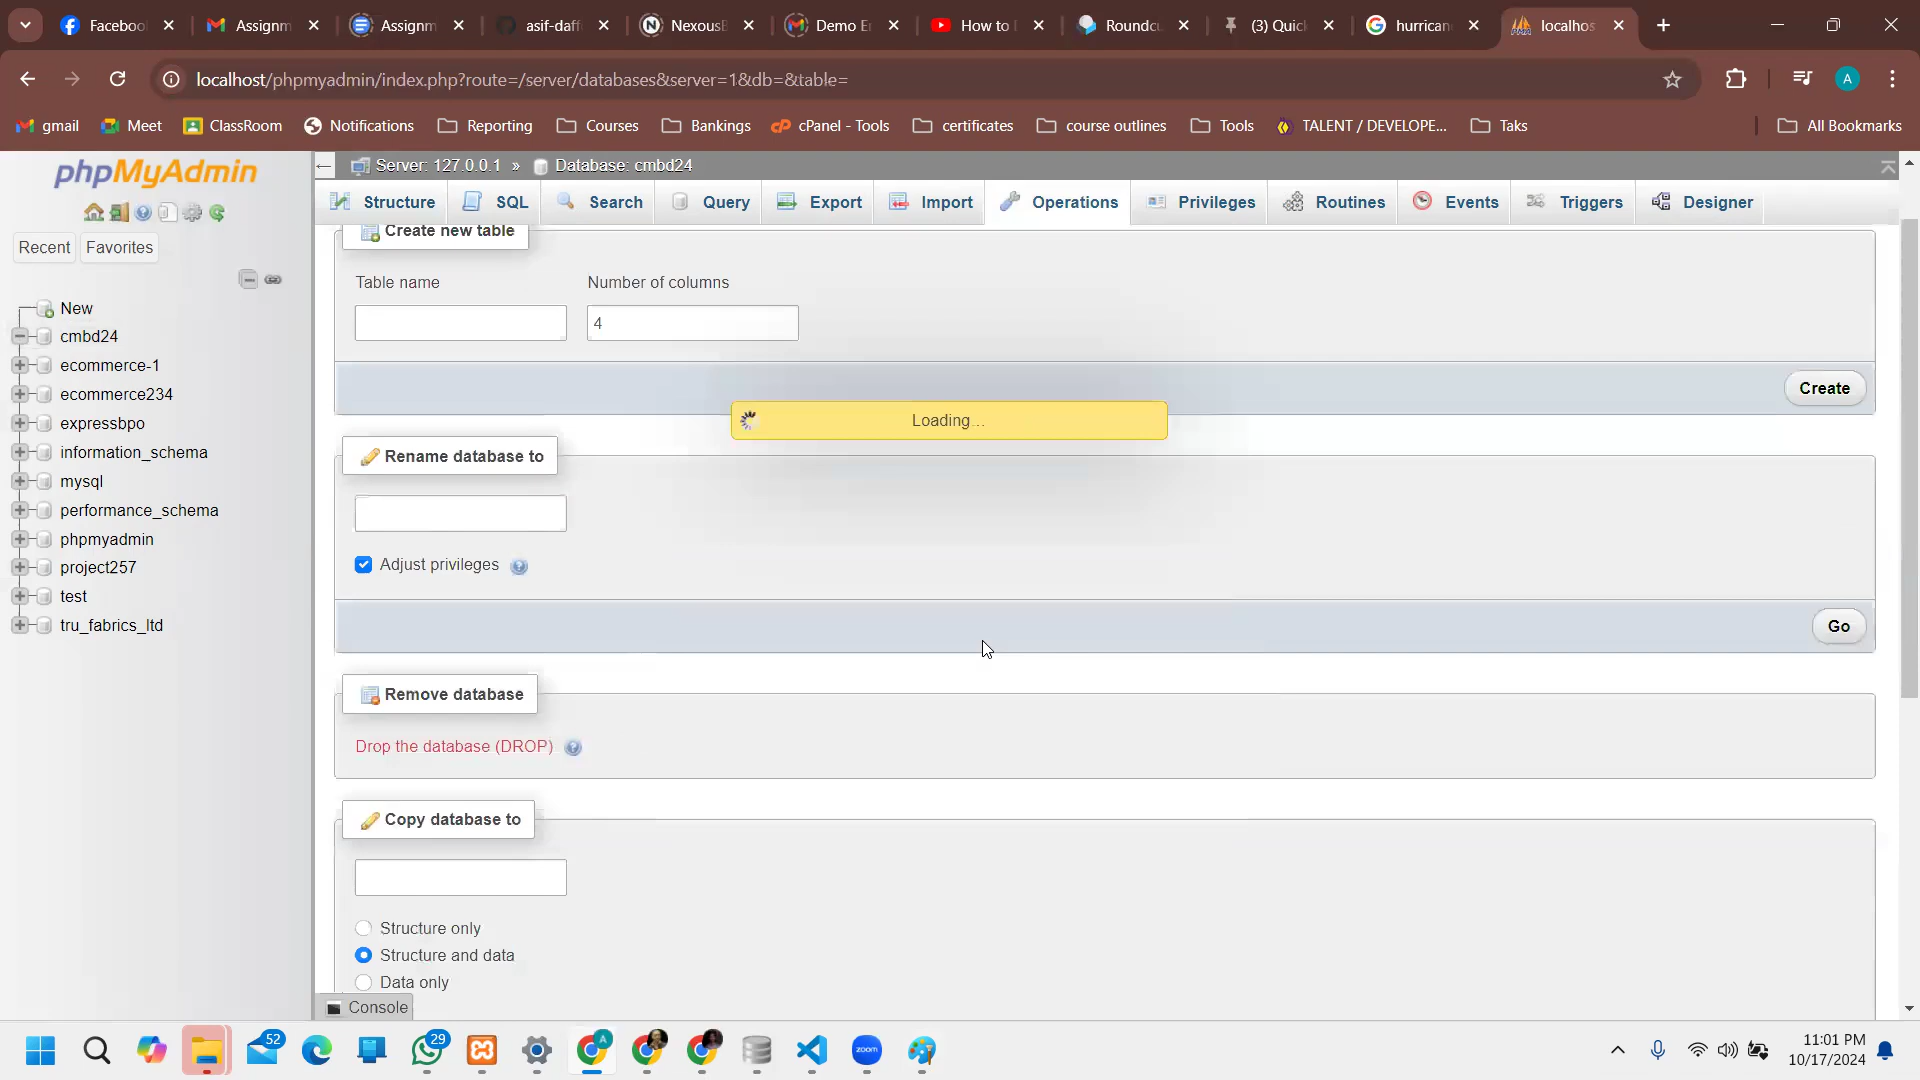 Faceboo
Assignm
Assignm
asif-daff
NexousB
Demo E
How to
Roundc
(3) Quic
hurrican
localhos
localhost/phpmyadmin/index.php?route=/server/databases&server=1&db=&table=
A
gmail
Meet
ClassRoom
Notifications
Reporting
Courses
Bankings
cPanel - Tools
certificates
course outlines
Tools
TALENT / DEVELOPE...
Taks
All Bookmarks
phpMyAdmin
Recent
Favorites
New
cmbd24
ecommerce-1
ecommerce234
expressbpo
information_schema
mysql
performance_schema
phpmyadmin
project257
test
tru_fabrics_ltd
Server: 127.0.0.1 » Database: cmbd24
Structure
SQL
Search
Query
Export
Import
Operations
Privileges
Routines
Events
Triggers
Designer
Create new table
Table name
Number of columns
4
Create
Loading…
Rename database to
Adjust privileges
Go
Remove database
Drop the database (DROP)
Copy database to
Structure only
Structure and data
Data only
Console
52
29
A
zoom
11:01 PM
10/17/2024